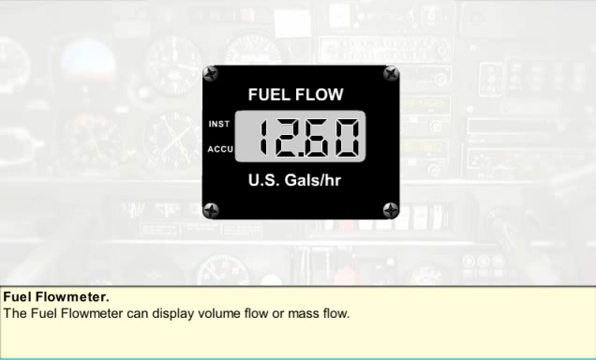 FUEL FLOW
INST
12.60
ACCU
U.S. Gals/hr
Fuel Flowmeter.
The Fuel Flowmeter can display volume flow or mass flow.